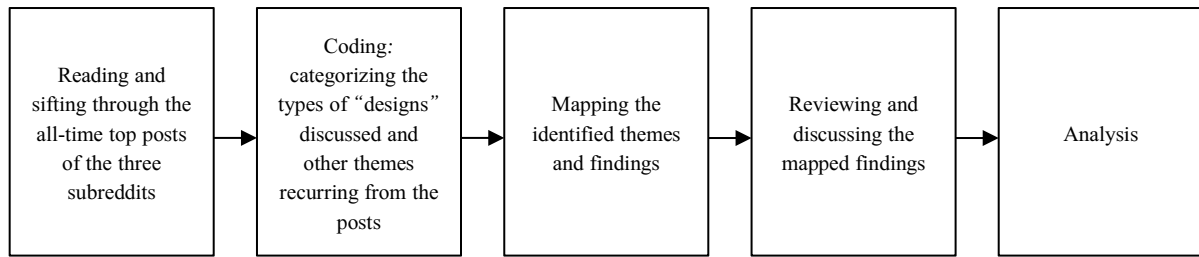 Reading and
sifting through the
all-time top posts
of the three
subreddits
Coding:
categorizing the
types of “designs”
discussed and
other themes
recurring from the
posts
Mapping the
identified themes
and findings
Reviewing and
discussing the
mapped findings
Analysis